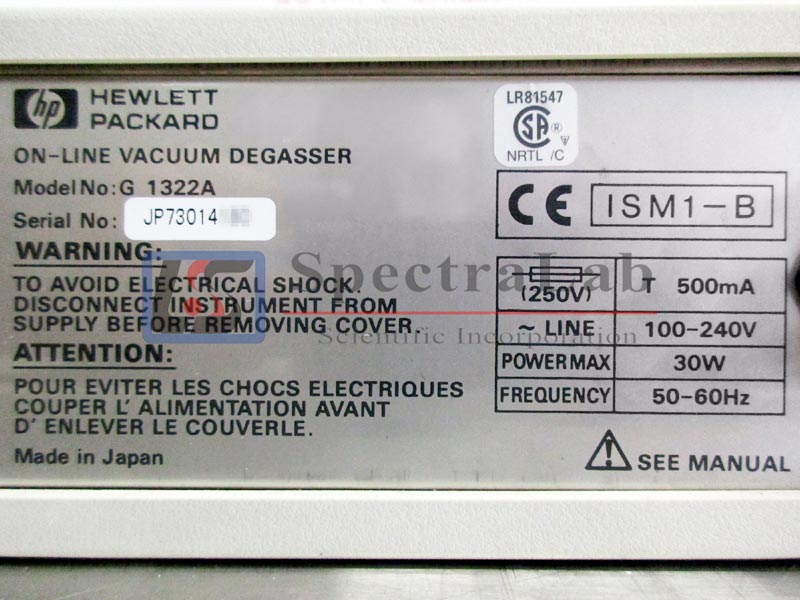 hp HEWLETT
PACKARD
ON-LINE VACUUM DEGASSER
Model No: G 1322A
Serial No: JP73014
WARNING:
TO AVOID ELECTRICAL SHOCK.
DISCONNECT INSTRUMENT FROM
SUPPLY BEFORE REMOVING COVER.
ATTENTION:
POUR EVITER LES CHOCS ELECTRIQUES
COUPER L' ALIMENTATION AVANT
D' ENLEVER LE COUVERLE.
Made in Japan
LR81547
SA ®
NRTL /C
CE ISM1-B
(250V) T 500mA
~ LINE 100-240V
POWER MAX 30W
FREQUENCY 50-60Hz
SEE MANUAL
SpectraLab
Scientific Incorporation